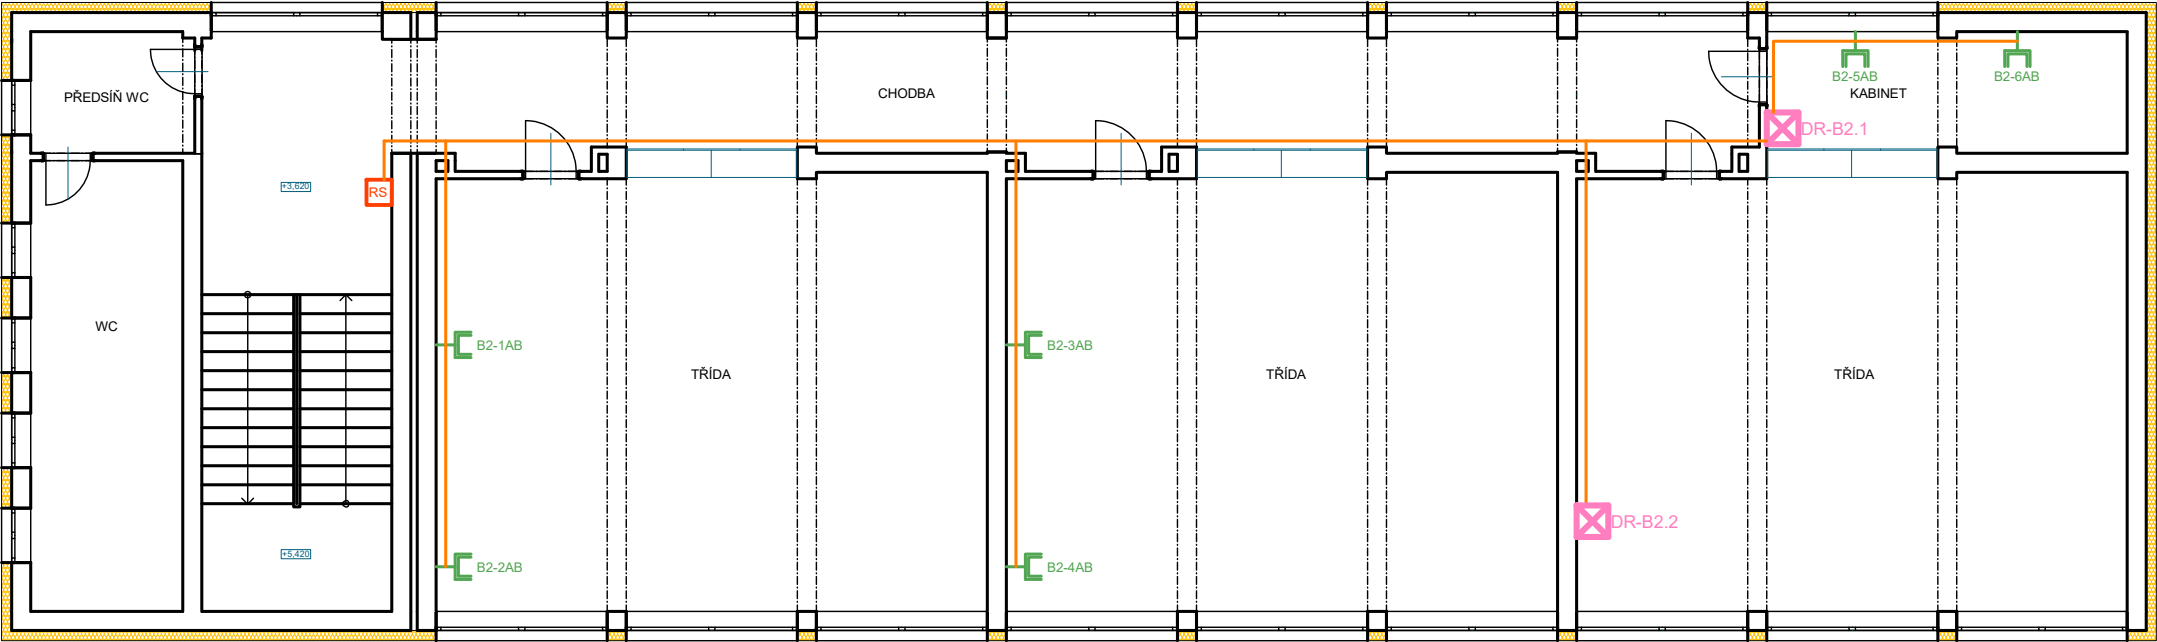 B2-5AB
B2-6AB
PŘEDSÍŇ WC
CHODBA
KABINET
DR-B2.1
+3,620
RS
WC
B2-1AB
B2-3AB
TŘÍDA
TŘÍDA
TŘÍDA
DR-B2.2
+5,420
B2-2AB
B2-4AB